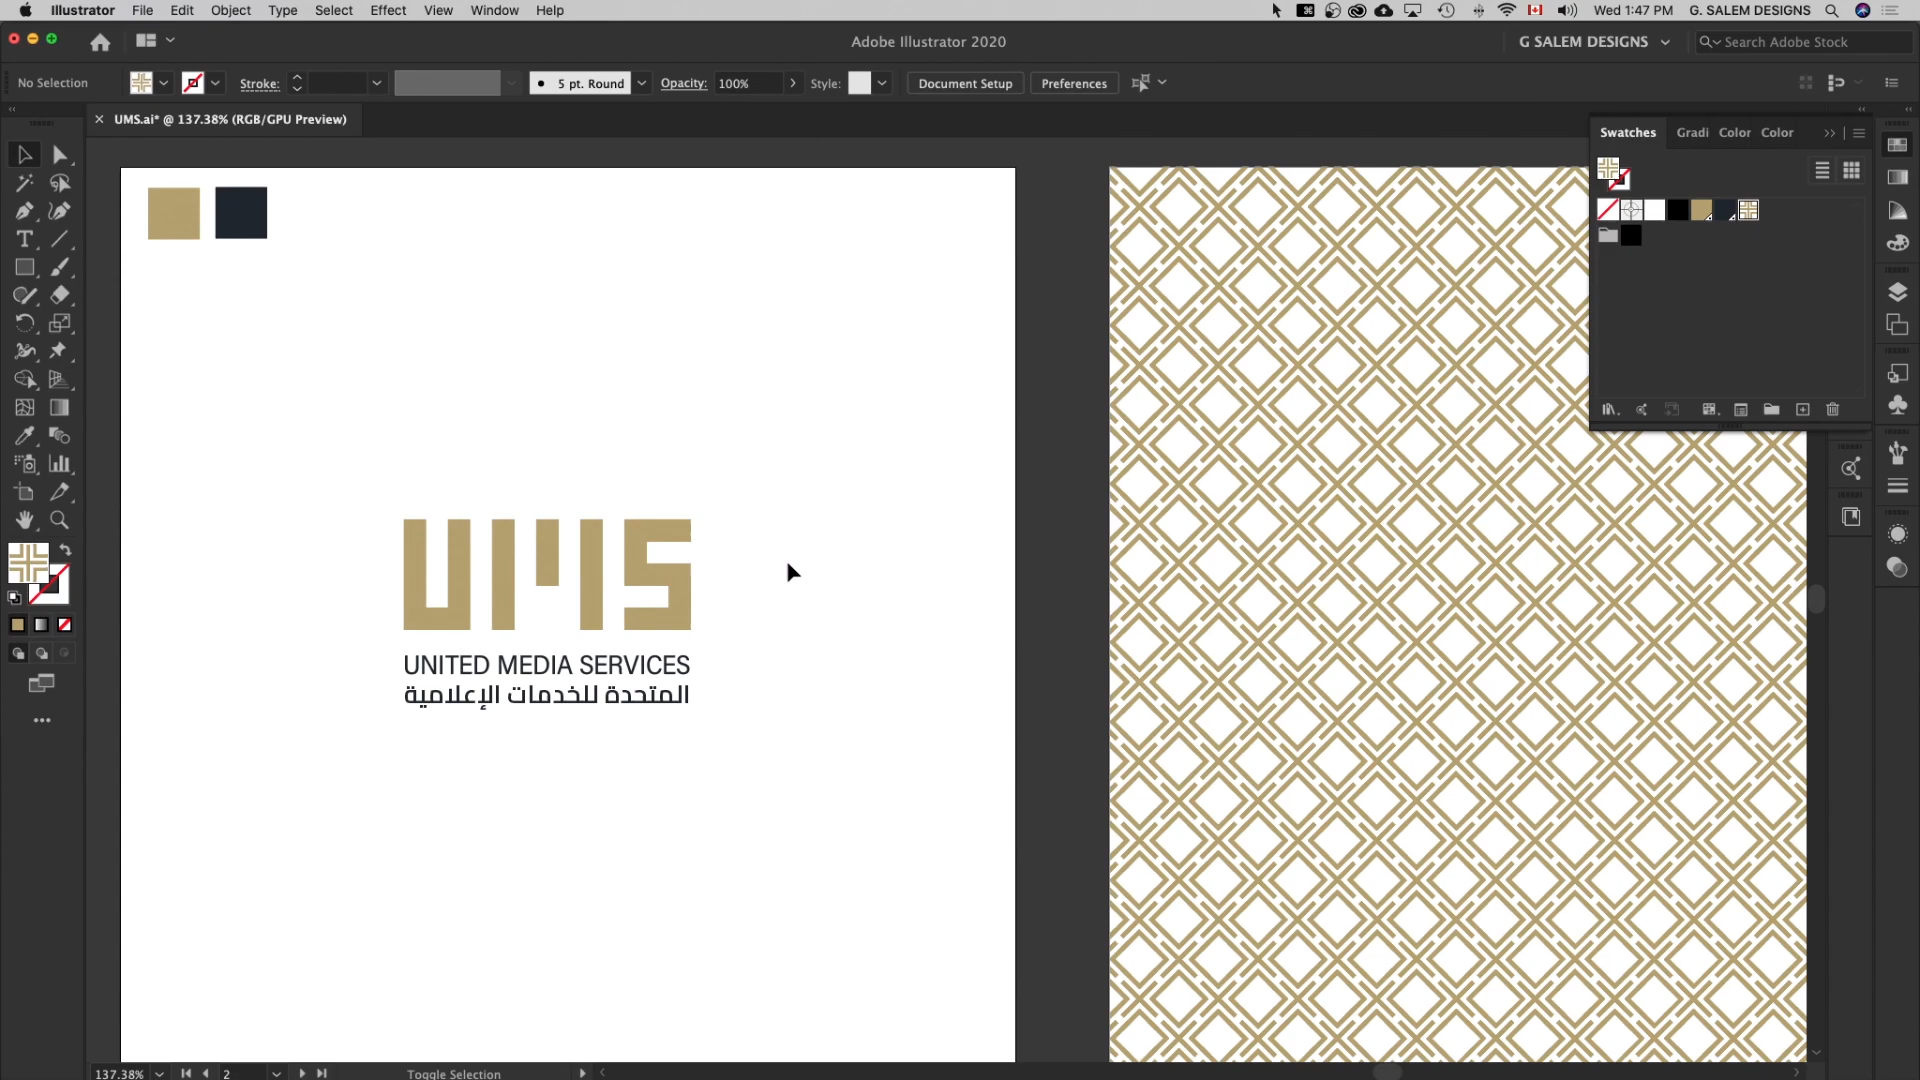 Illustrator File Edit Object Type Select Effect View Window Help
Wed 1:47 PM G. SALEM DESIGNS
Adobe Illustrator 2020
G SALEM DESIGNS
Search Adobe Stock
No Selection
Stroke:
5 pt. Round
Opacity: 100%
Style:
Document Setup
Preferences
× UMS.ai* @ 137.38% (RGB/GPU Preview)
Swatches Gradi Color Color
UMS
UNITED MEDIA SERVICES
المتحدة للخدمات الإعلامية
137.38%
2
Toggle Selection